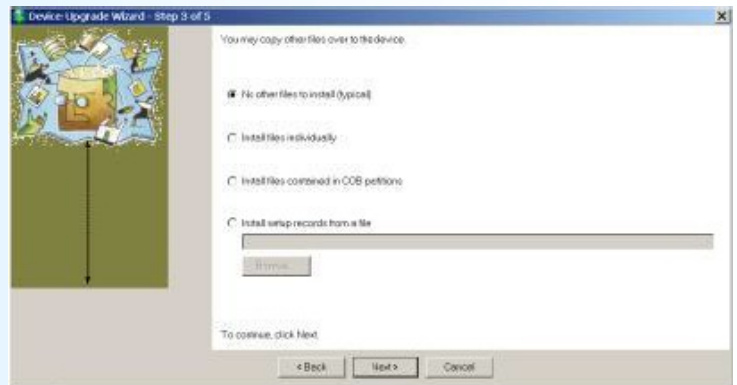 Device Upgrade Wizard - Step 3 of 5
You may copy other files over to the device.
No other files to install (typical)
Install files individually
Install files contained in COB partitions
Install setup records from a file
Browse...
To continue, click Next.
< Back
Next >
Cancel